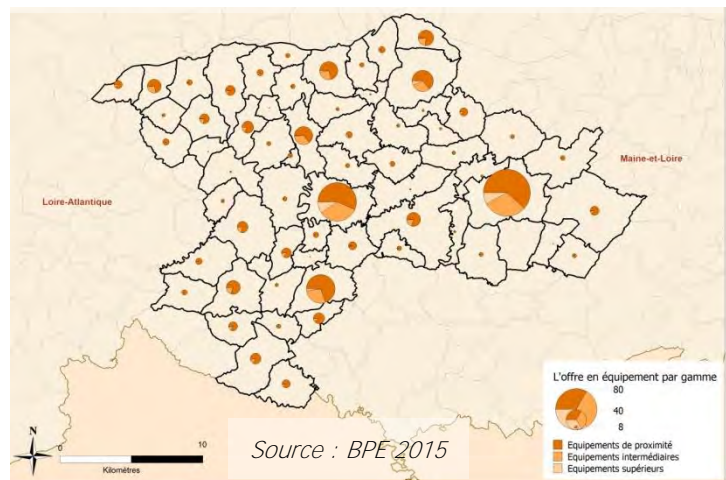 Maine-et-Loire
Loire-Atlantique
L'offre en équipement par gamme
80
40
8
Equipements de proximité
Equipements intermédiaires
Equipements supérieurs
N
0
10
Kilomètres
Source : BPE 2015